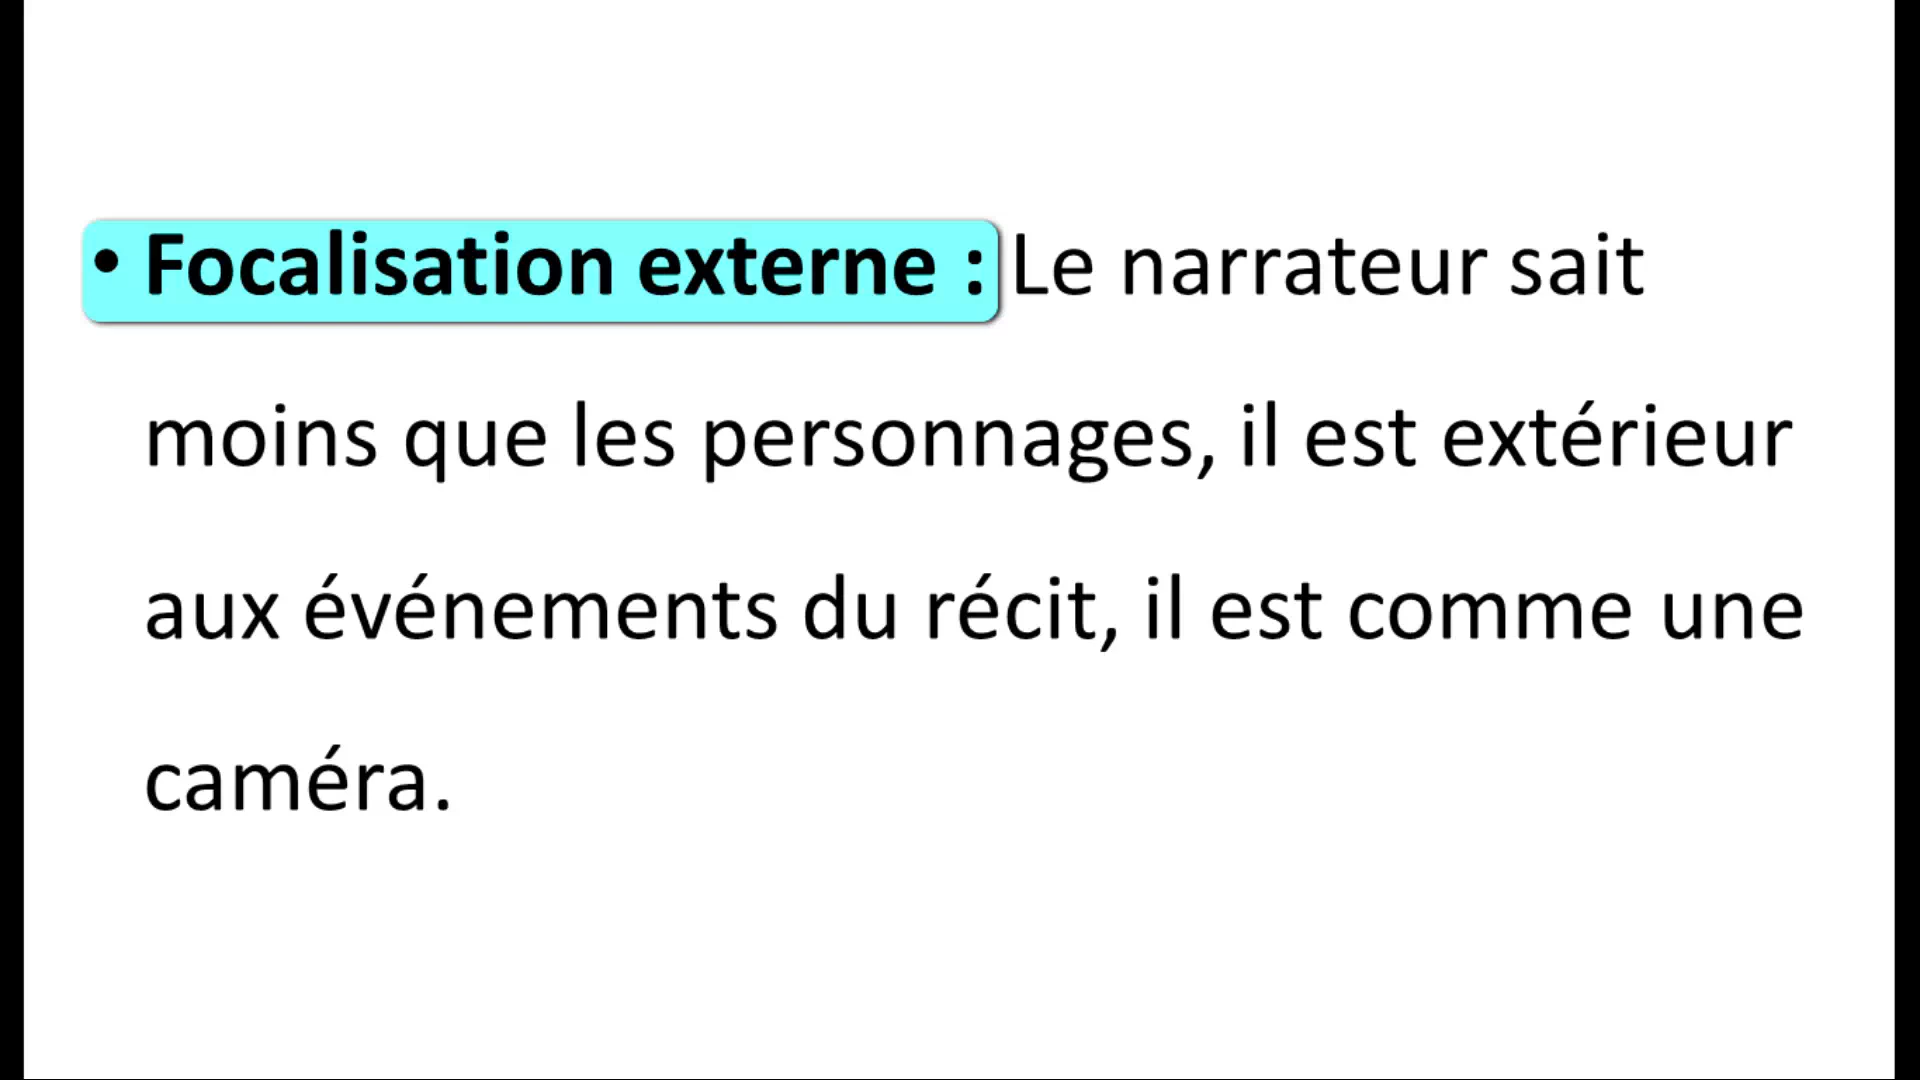 • Focalisation externe : Le narrateur sait
moins que les personnages, il est extérieur
aux événements du récit, il est comme une
caméra.